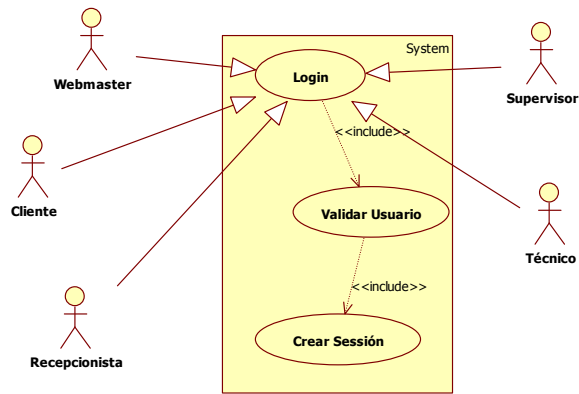 System
Login
Webmaster
Supervisor
<<include>>
Cliente
Validar Usuario
Técnico
<<include>>
Crear Sessión
Recepcionista